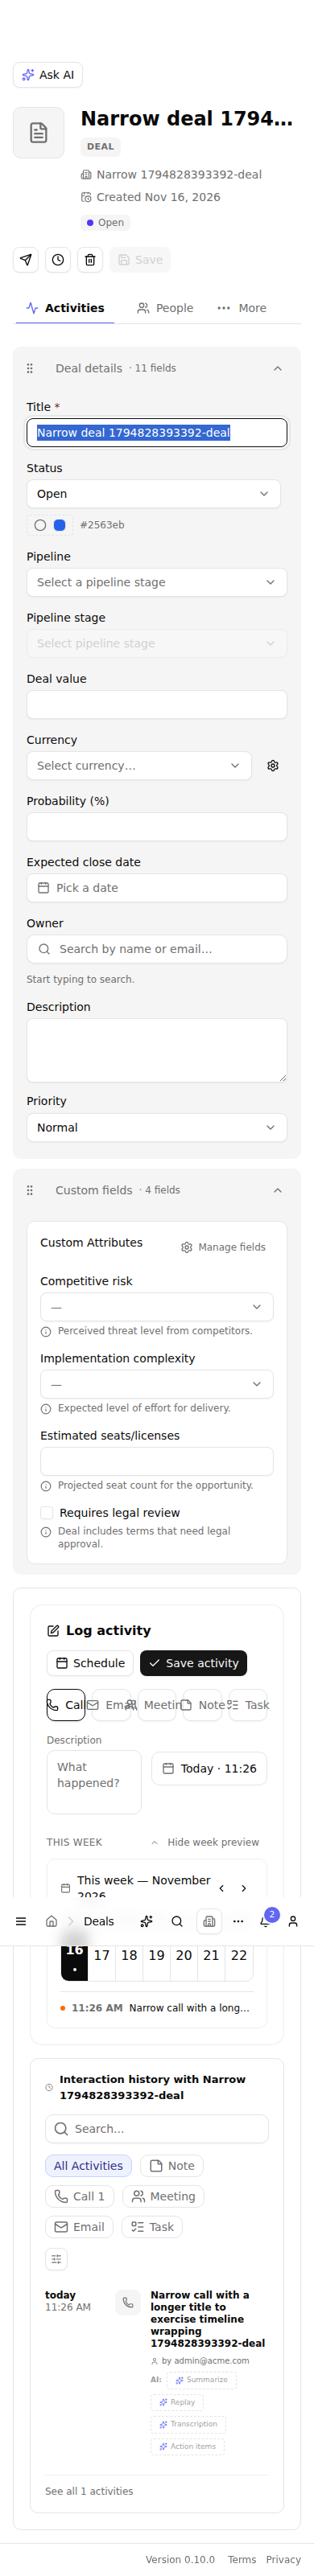 Ask AI
Narrow deal 1794…
DEAL
Narrow 1794828393392-deal
Created Nov 16, 2026
Open
Save
Activities
People
More
Deal details · 11 fields
Title *
Narrow deal 1794828393392-deal
Status
Open
#2563eb
Pipeline
Select a pipeline stage
Pipeline stage
Select pipeline stage
Deal value
Currency
Select currency…
Probability (%)
Expected close date
Pick a date
Owner
Search by name or email…
Start typing to search.
Description
Priority
Normal
Custom fields · 4 fields
Custom Attributes
Manage fields
Competitive risk
—
Perceived threat level from competitors.
Implementation complexity
—
Expected level of effort for delivery.
Estimated seats/licenses
Projected seat count for the opportunity.
Requires legal review
Deal includes terms that need legal
approval.
Log activity
Schedule
Save activity
Call
Email
Meeting
Note
Task
Description
What
happened?
Today · 11:26
THIS WEEK
Hide week preview
This week — November
2026
Deals
2
16 17 18 19 20 21 22
11:26 AM Narrow call with a long…
Interaction history with Narrow
1794828393392-deal
Search...
All Activities
Note
Call 1
Meeting
Email
Task
today
11:26 AM
Narrow call with a
longer title to
exercise timeline
wrapping
1794828393392-deal
by admin@acme.com
AI:
Summarize
Replay
Transcription
Action items
See all 1 activities
Version 0.10.0
Terms
Privacy